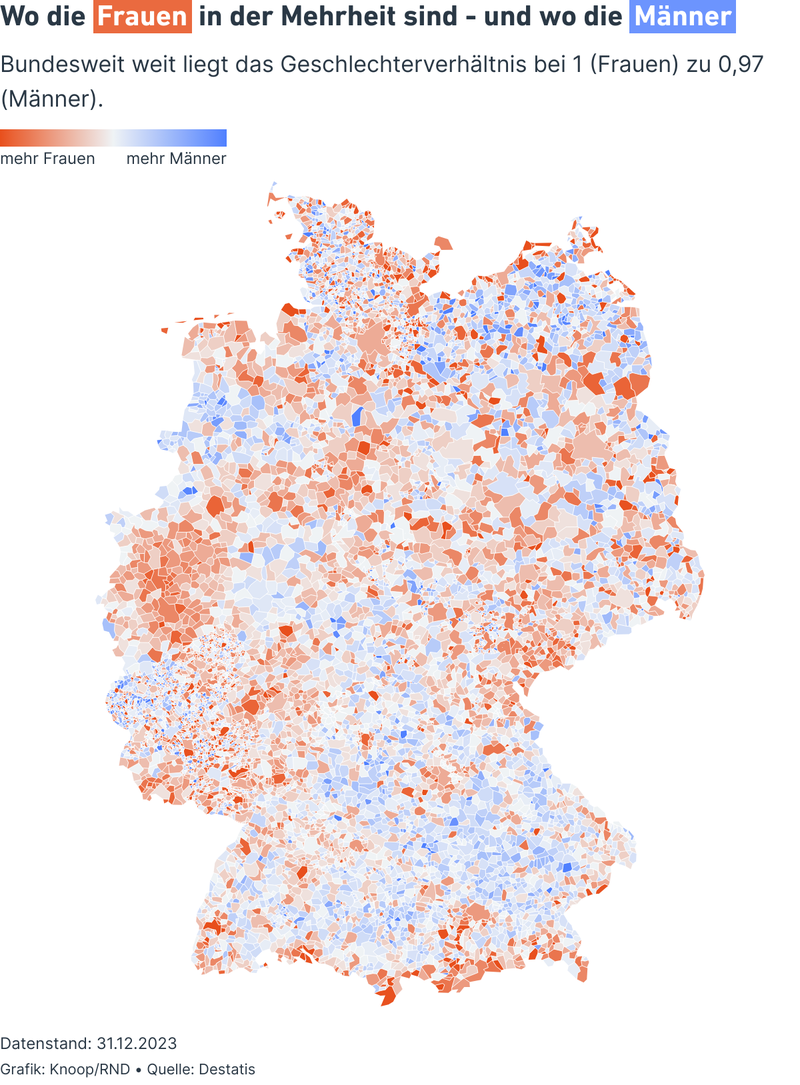 Wo die Frauen in der Mehrheit sind - und wo die Männer
Bundesweit weit liegt das Geschlechterverhältnis bei 1 (Frauen) zu 0,97
(Männer).
mehr Frauen mehr Männer
Datenstand: 31.12.2023
Grafik: Knoop/RND • Quelle: Destatis